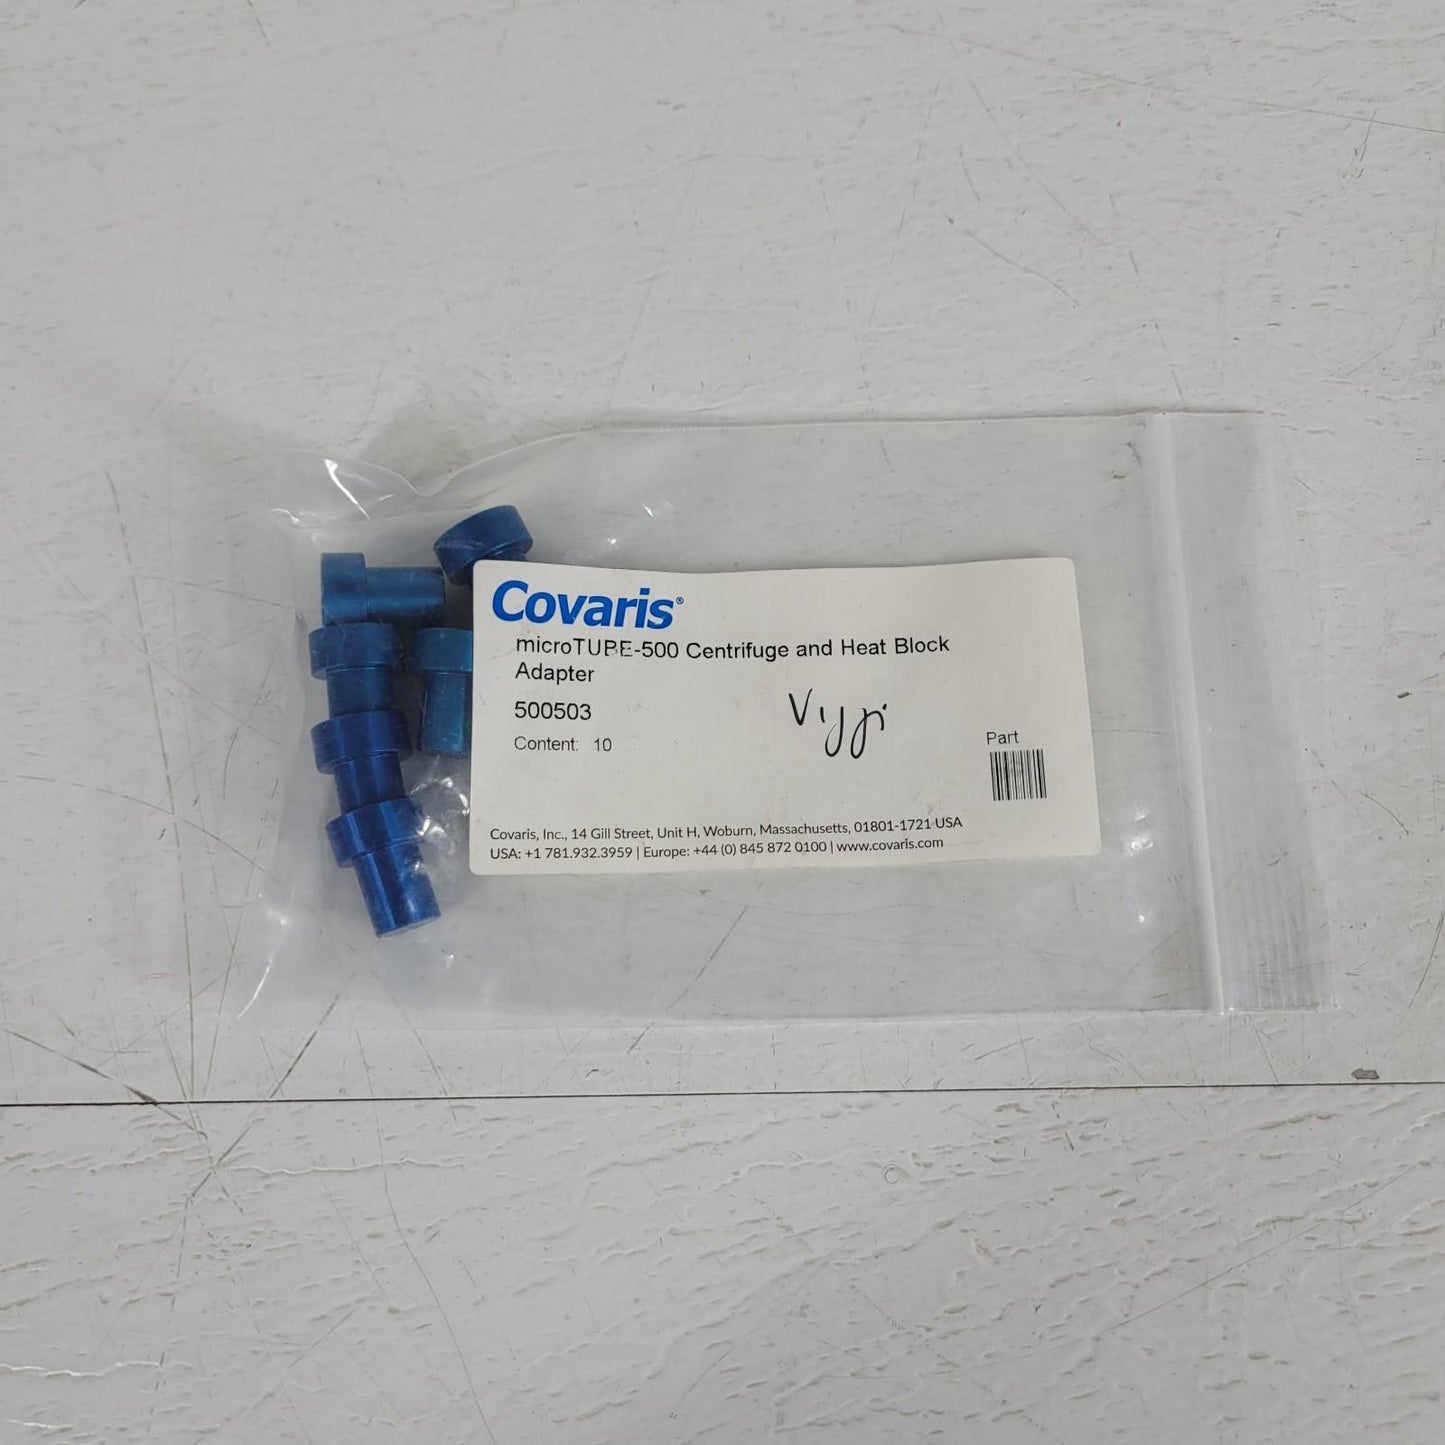 Covaris®
microTUBE-500 Centrifuge and Heat Block
Adapter
500503
Content: 10
Part
Covaris, Inc., 14 Gill Street, Unit H, Woburn, Massachusetts, 01801-1721 USA
USA: +1 781.932.3959 | Europe: +44 (0) 845 872 0100 | www.covaris.com